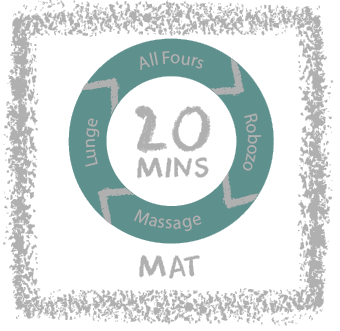 All Fours
Robozo
Massage
Lunge
20
MINS
MAT